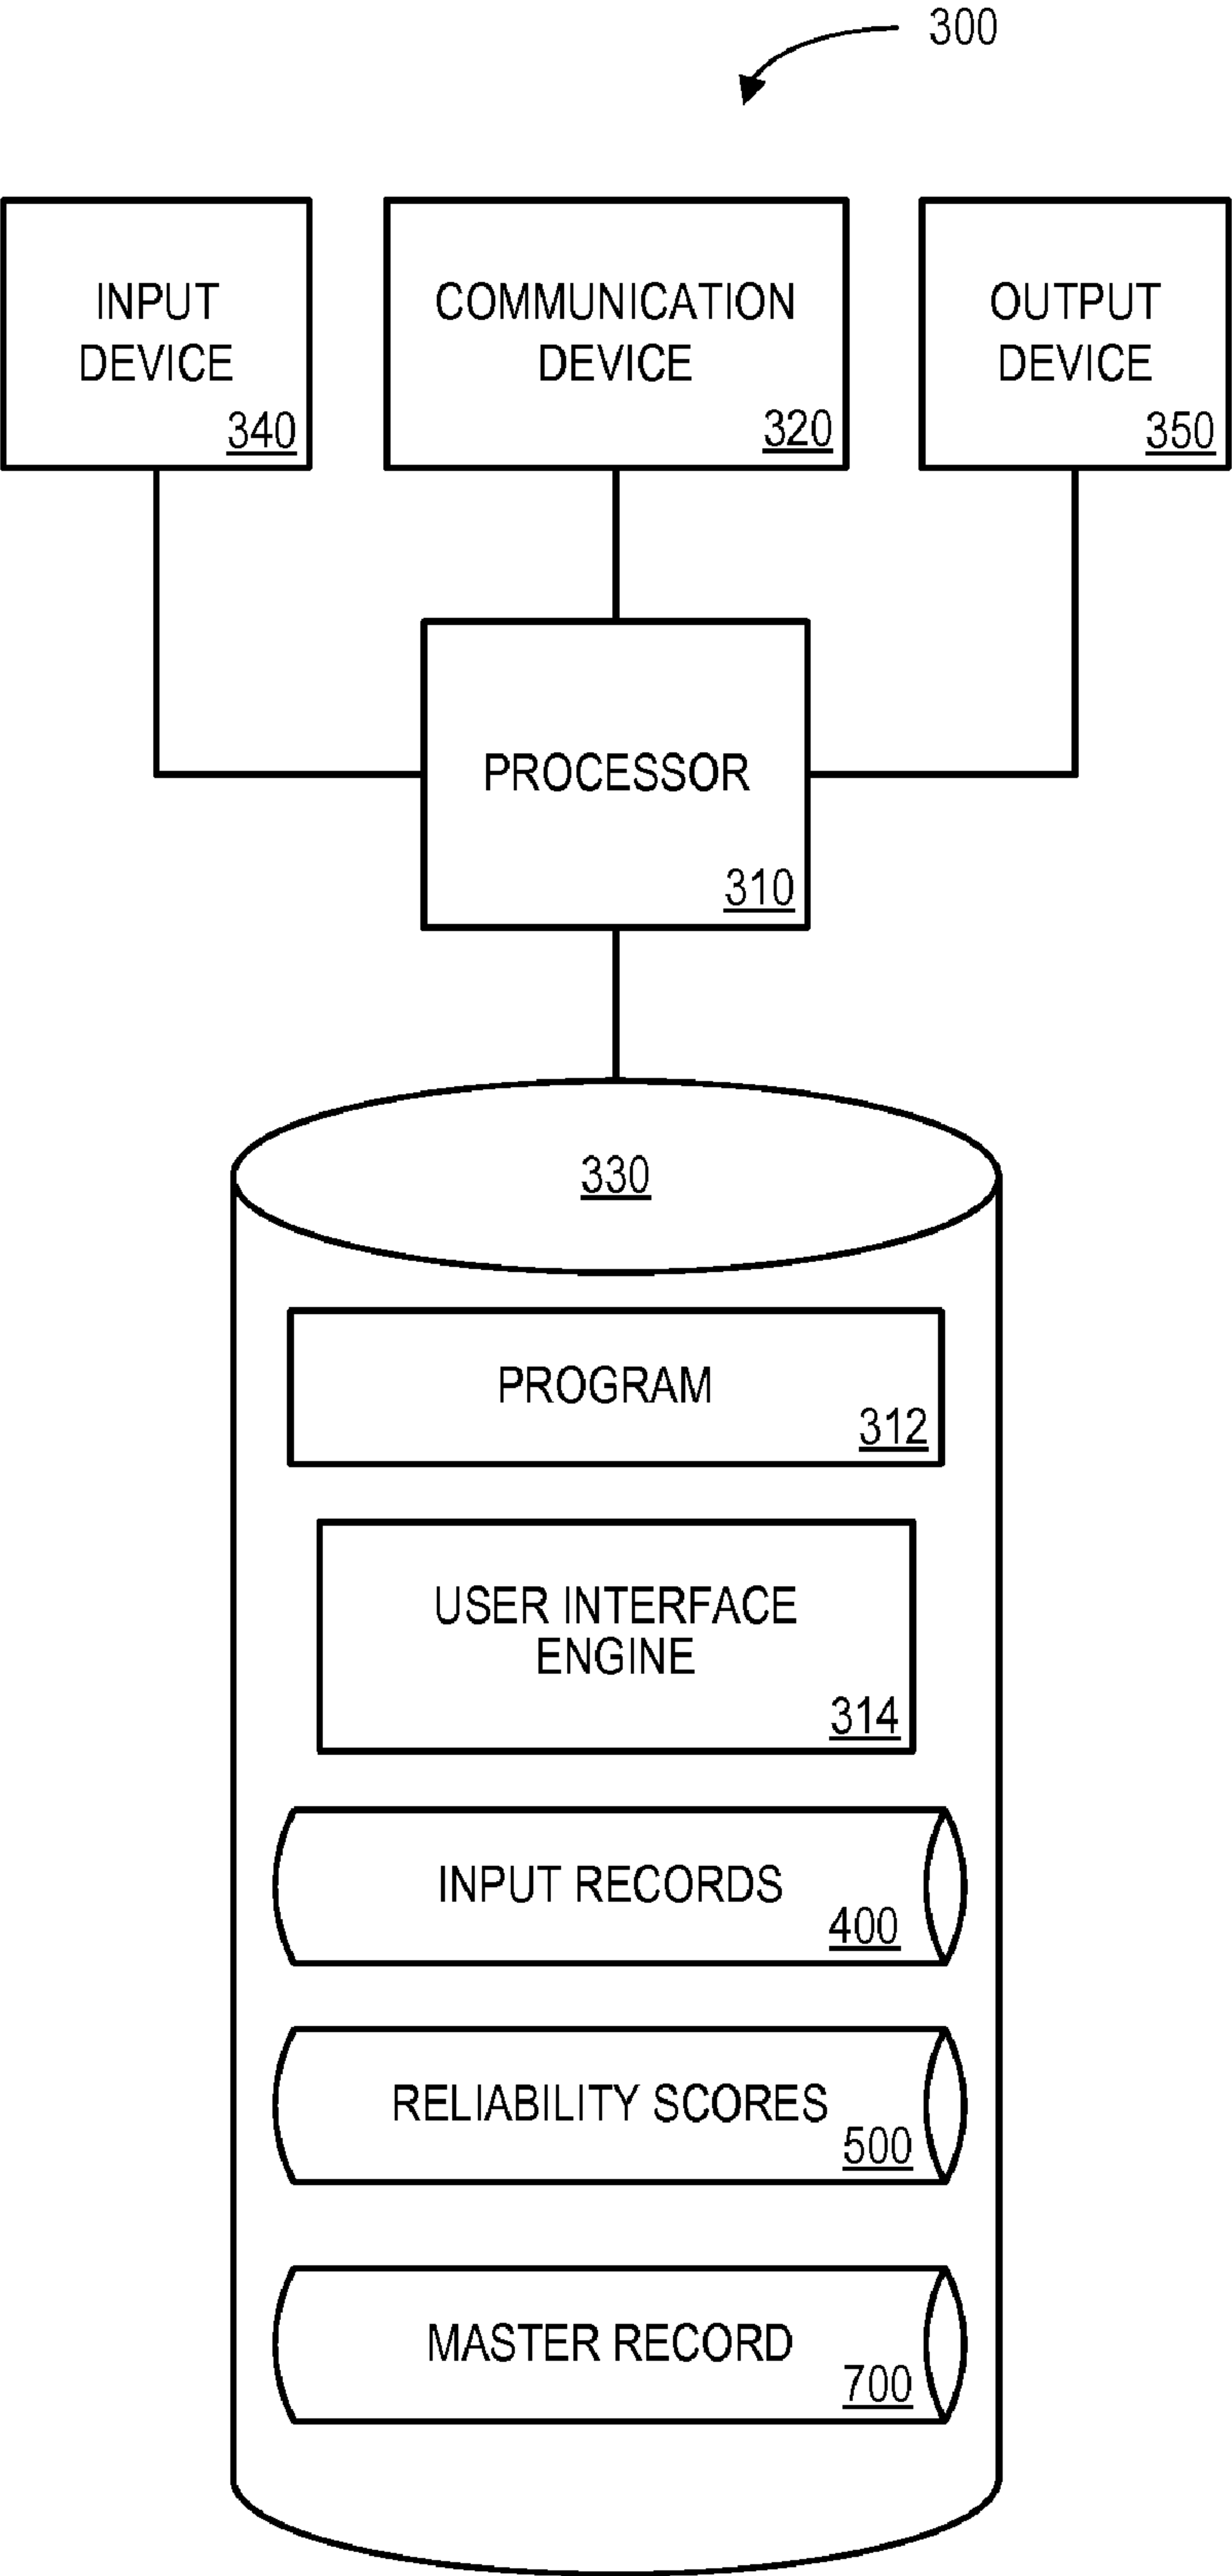 300
INPUT
DEVICE
340
COMMUNICATION
DEVICE
320
OUTPUT
DEVICE
350
PROCESSOR
310
330
PROGRAM
312
USER INTERFACE
ENGINE
314
INPUT RECORDS
400
RELIABILITY SCORES
500
MASTER RECORD
700